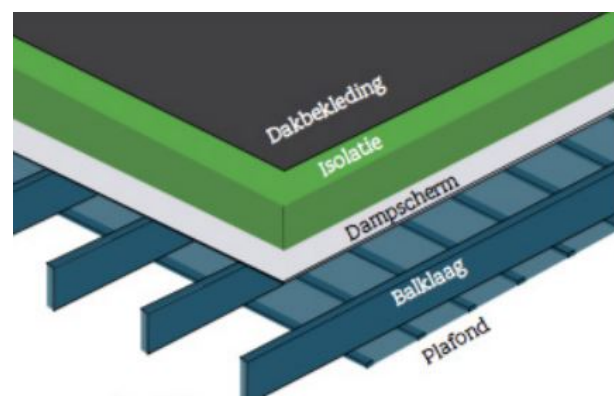 Dakbekleding
Isolatie
Dampscherm
Balklaag
Plafond